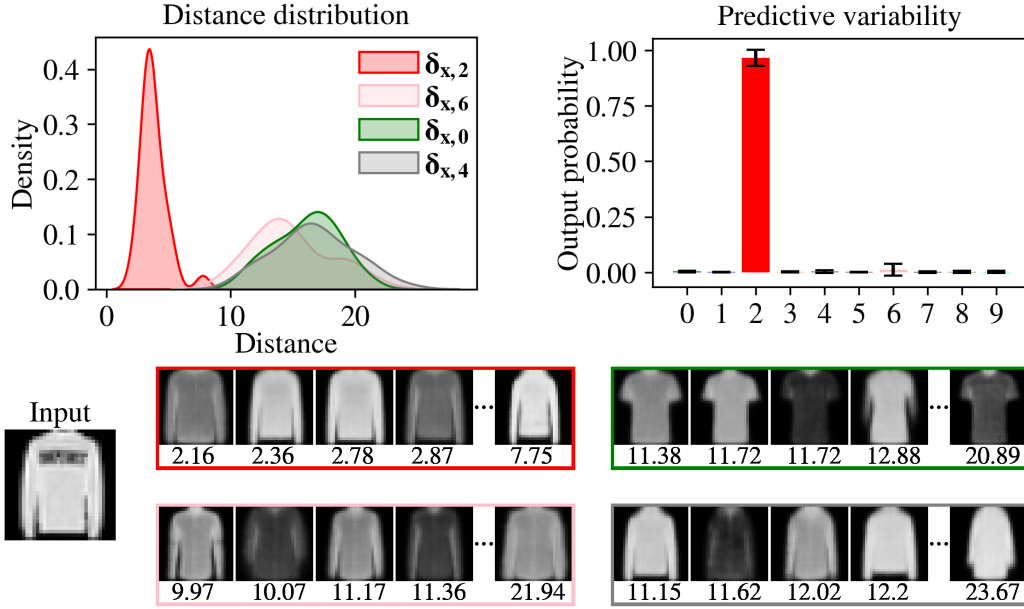 Distance distribution
Density
0.4
0.3
0.2
0.1
0.0
0
10
20
Distance
δx,2
δx,6
δx,0
δx,4
Predictive variability
Output probability
1.00
0.75
0.50
0.25
0.00
0 1 2 3 4 5 6 7 8 9
Input
2.16 2.36 2.78 2.87 ... 7.75
11.38 11.72 11.72 12.88 ... 20.89
9.97 10.07 11.17 11.36 ... 21.94
11.15 11.62 12.02 12.2 ... 23.67